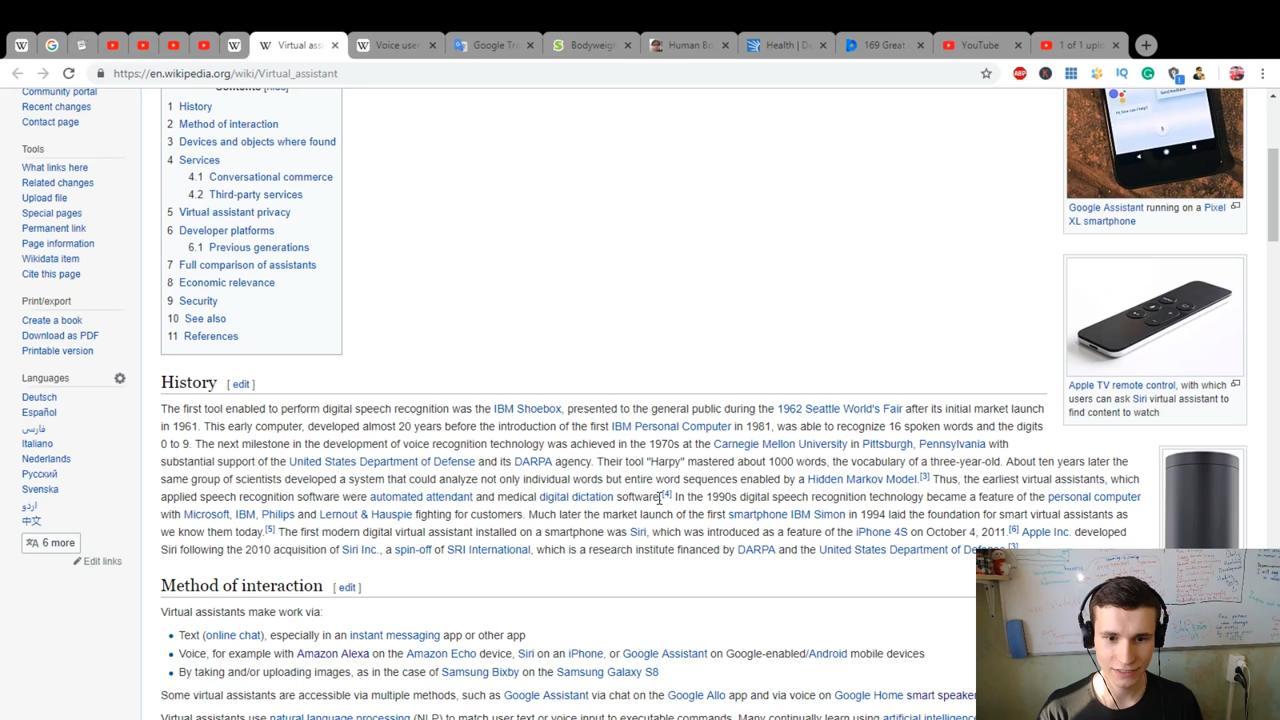 Virtual ass
Voice user
Google Tra
Bodyweigh
Human Bo
Health | D
169 Great
YouTube
1 of 1 uplo
https://en.wikipedia.org/wiki/Virtual_assistant
Community portal
Recent changes
Contact page
Tools
What links here
Related changes
Upload file
Special pages
Permanent link
Page information
Wikidata item
Cite this page
Print/export
Create a book
Download as PDF
Printable version
Languages
Deutsch
Español
فارسی
Italiano
Nederlands
Русский
Svenska
اردو
中文
6 more
Edit links
Contents [hide]
1 History
2 Method of interaction
3 Devices and objects where found
4 Services
4.1 Conversational commerce
4.2 Third-party services
5 Virtual assistant privacy
6 Developer platforms
6.1 Previous generations
7 Full comparison of assistants
8 Economic relevance
9 Security
10 See also
11 References
Google Assistant running on a Pixel
XL smartphone
Apple TV remote control, with which
users can ask Siri virtual assistant to
find content to watch
History [ edit ]
The first tool enabled to perform digital speech recognition was the IBM Shoebox, presented to the general public during the 1962 Seattle World's Fair after its initial market launch
in 1961. This early computer, developed almost 20 years before the introduction of the first IBM Personal Computer in 1981, was able to recognize 16 spoken words and the digits
0 to 9. The next milestone in the development of voice recognition technology was achieved in the 1970s at the Carnegie Mellon University in Pittsburgh, Pennsylvania with
substantial support of the United States Department of Defense and its DARPA agency. Their tool "Harpy" mastered about 1000 words, the vocabulary of a three-year-old. About ten years later the
same group of scientists developed a system that could analyze not only individual words but entire word sequences enabled by a Hidden Markov Model.[3] Thus, the earliest virtual assistants, which
applied speech recognition software were automated attendant and medical digital dictation software.[4] In the 1990s digital speech recognition technology became a feature of the personal computer
with Microsoft, IBM, Philips and Lernout & Hauspie fighting for customers. Much later the market launch of the first smartphone IBM Simon in 1994 laid the foundation for smart virtual assistants as
we know them today.[5] The first modern digital virtual assistant installed on a smartphone was Siri, which was introduced as a feature of the iPhone 4S on October 4, 2011.[6] Apple Inc. developed
Siri following the 2010 acquisition of Siri Inc., a spin-off of SRI International, which is a research institute financed by DARPA and the United States Department of Defense.[3]
Method of interaction [ edit ]
Virtual assistants make work via:
Text (online chat), especially in an instant messaging app or other app
Voice, for example with Amazon Alexa on the Amazon Echo device, Siri on an iPhone, or Google Assistant on Google-enabled/Android mobile devices
By taking and/or uploading images, as in the case of Samsung Bixby on the Samsung Galaxy S8
Some virtual assistants are accessible via multiple methods, such as Google Assistant via chat on the Google Allo app and via voice on Google Home smart speaker
Virtual assistants use natural language processing (NLP) to match user text or voice input to executable commands. Many continually learn using artificial intelligence